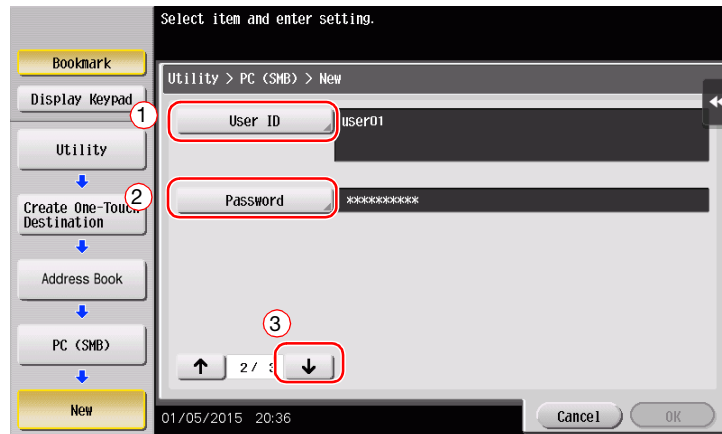 Select item and enter setting.
Bookmark
Display Keypad
Utility
Create One-Touch
Destination
Address Book
PC (SMB)
New
Utility > PC (SMB) > New
1
User ID
user01
2
Password
**********
3
2/ 3
01/05/2015 20:36
Cancel
OK